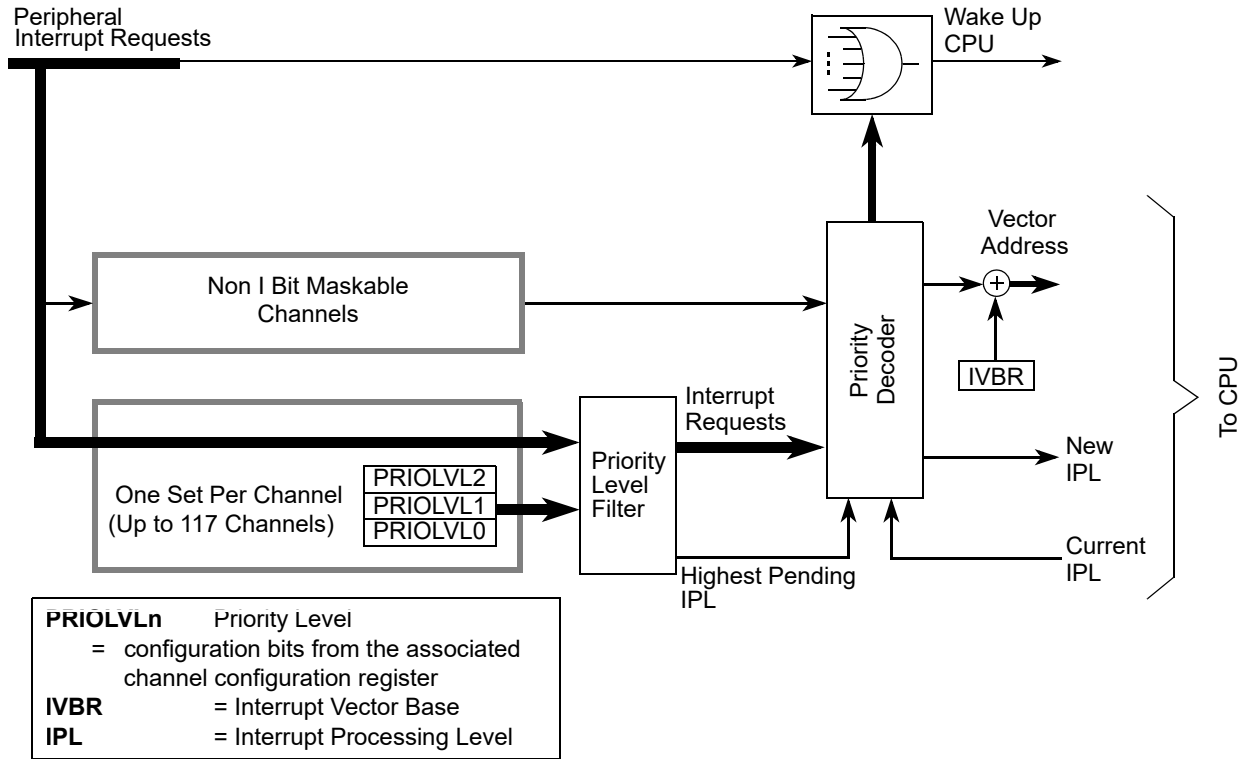 Peripheral
Interrupt Requests
Wake Up
CPU
Vector
Address
Non I Bit Maskable
Channels
+
Priority
Decoder
IVBR
To CPU
Interrupt
Requests
New
IPL
Priority
Level
Filter
PRIOLVL2
PRIOLVL1
PRIOLVL0
One Set Per Channel
(Up to 117 Channels)
Highest Pending
IPL
Current
IPL
PRIOLVLn Priority Level
= configuration bits from the associated
channel configuration register
IVBR = Interrupt Vector Base
IPL = Interrupt Processing Level